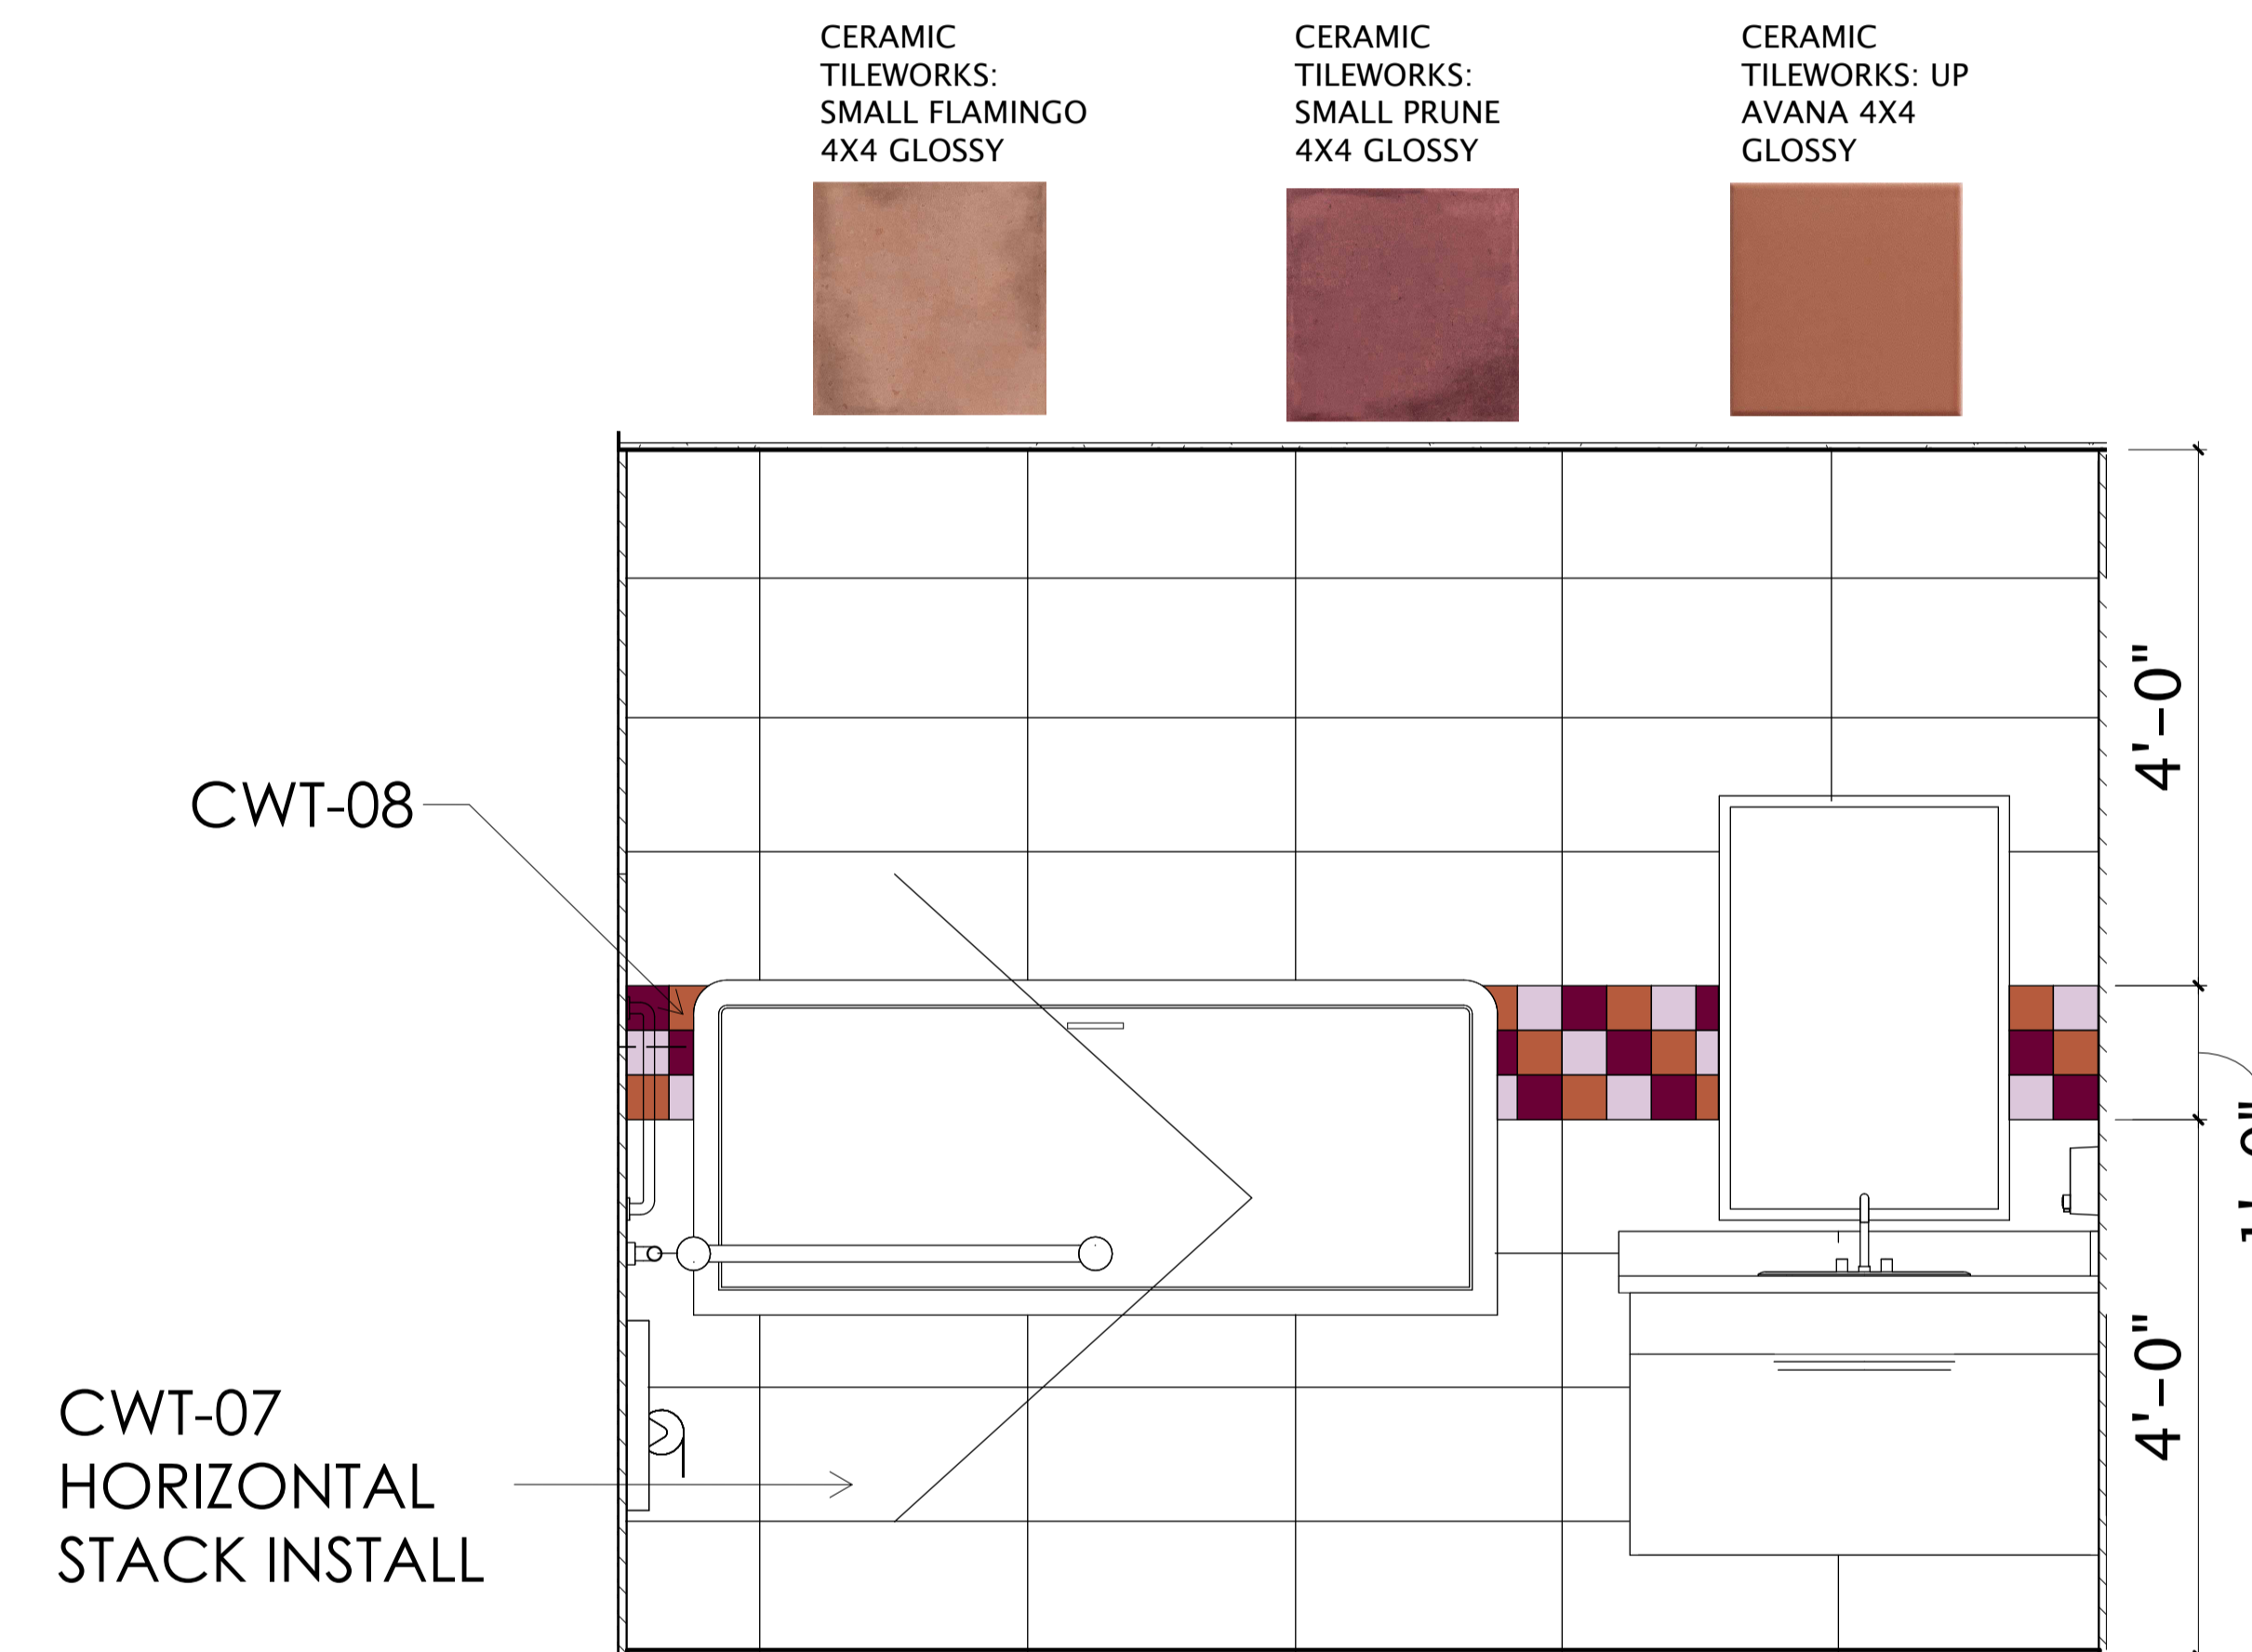 CERAMIC
TILEWORKS:
SMALL FLAMINGO
4X4 GLOSSY
CERAMIC
TILEWORKS:
SMALL PRUNE
4X4 GLOSSY
CERAMIC
TILEWORKS: UP
AVANA 4X4
GLOSSY
4'-0"
CWT-08
4'-0"
CWT-07
HORIZONTAL
STACK INSTALL